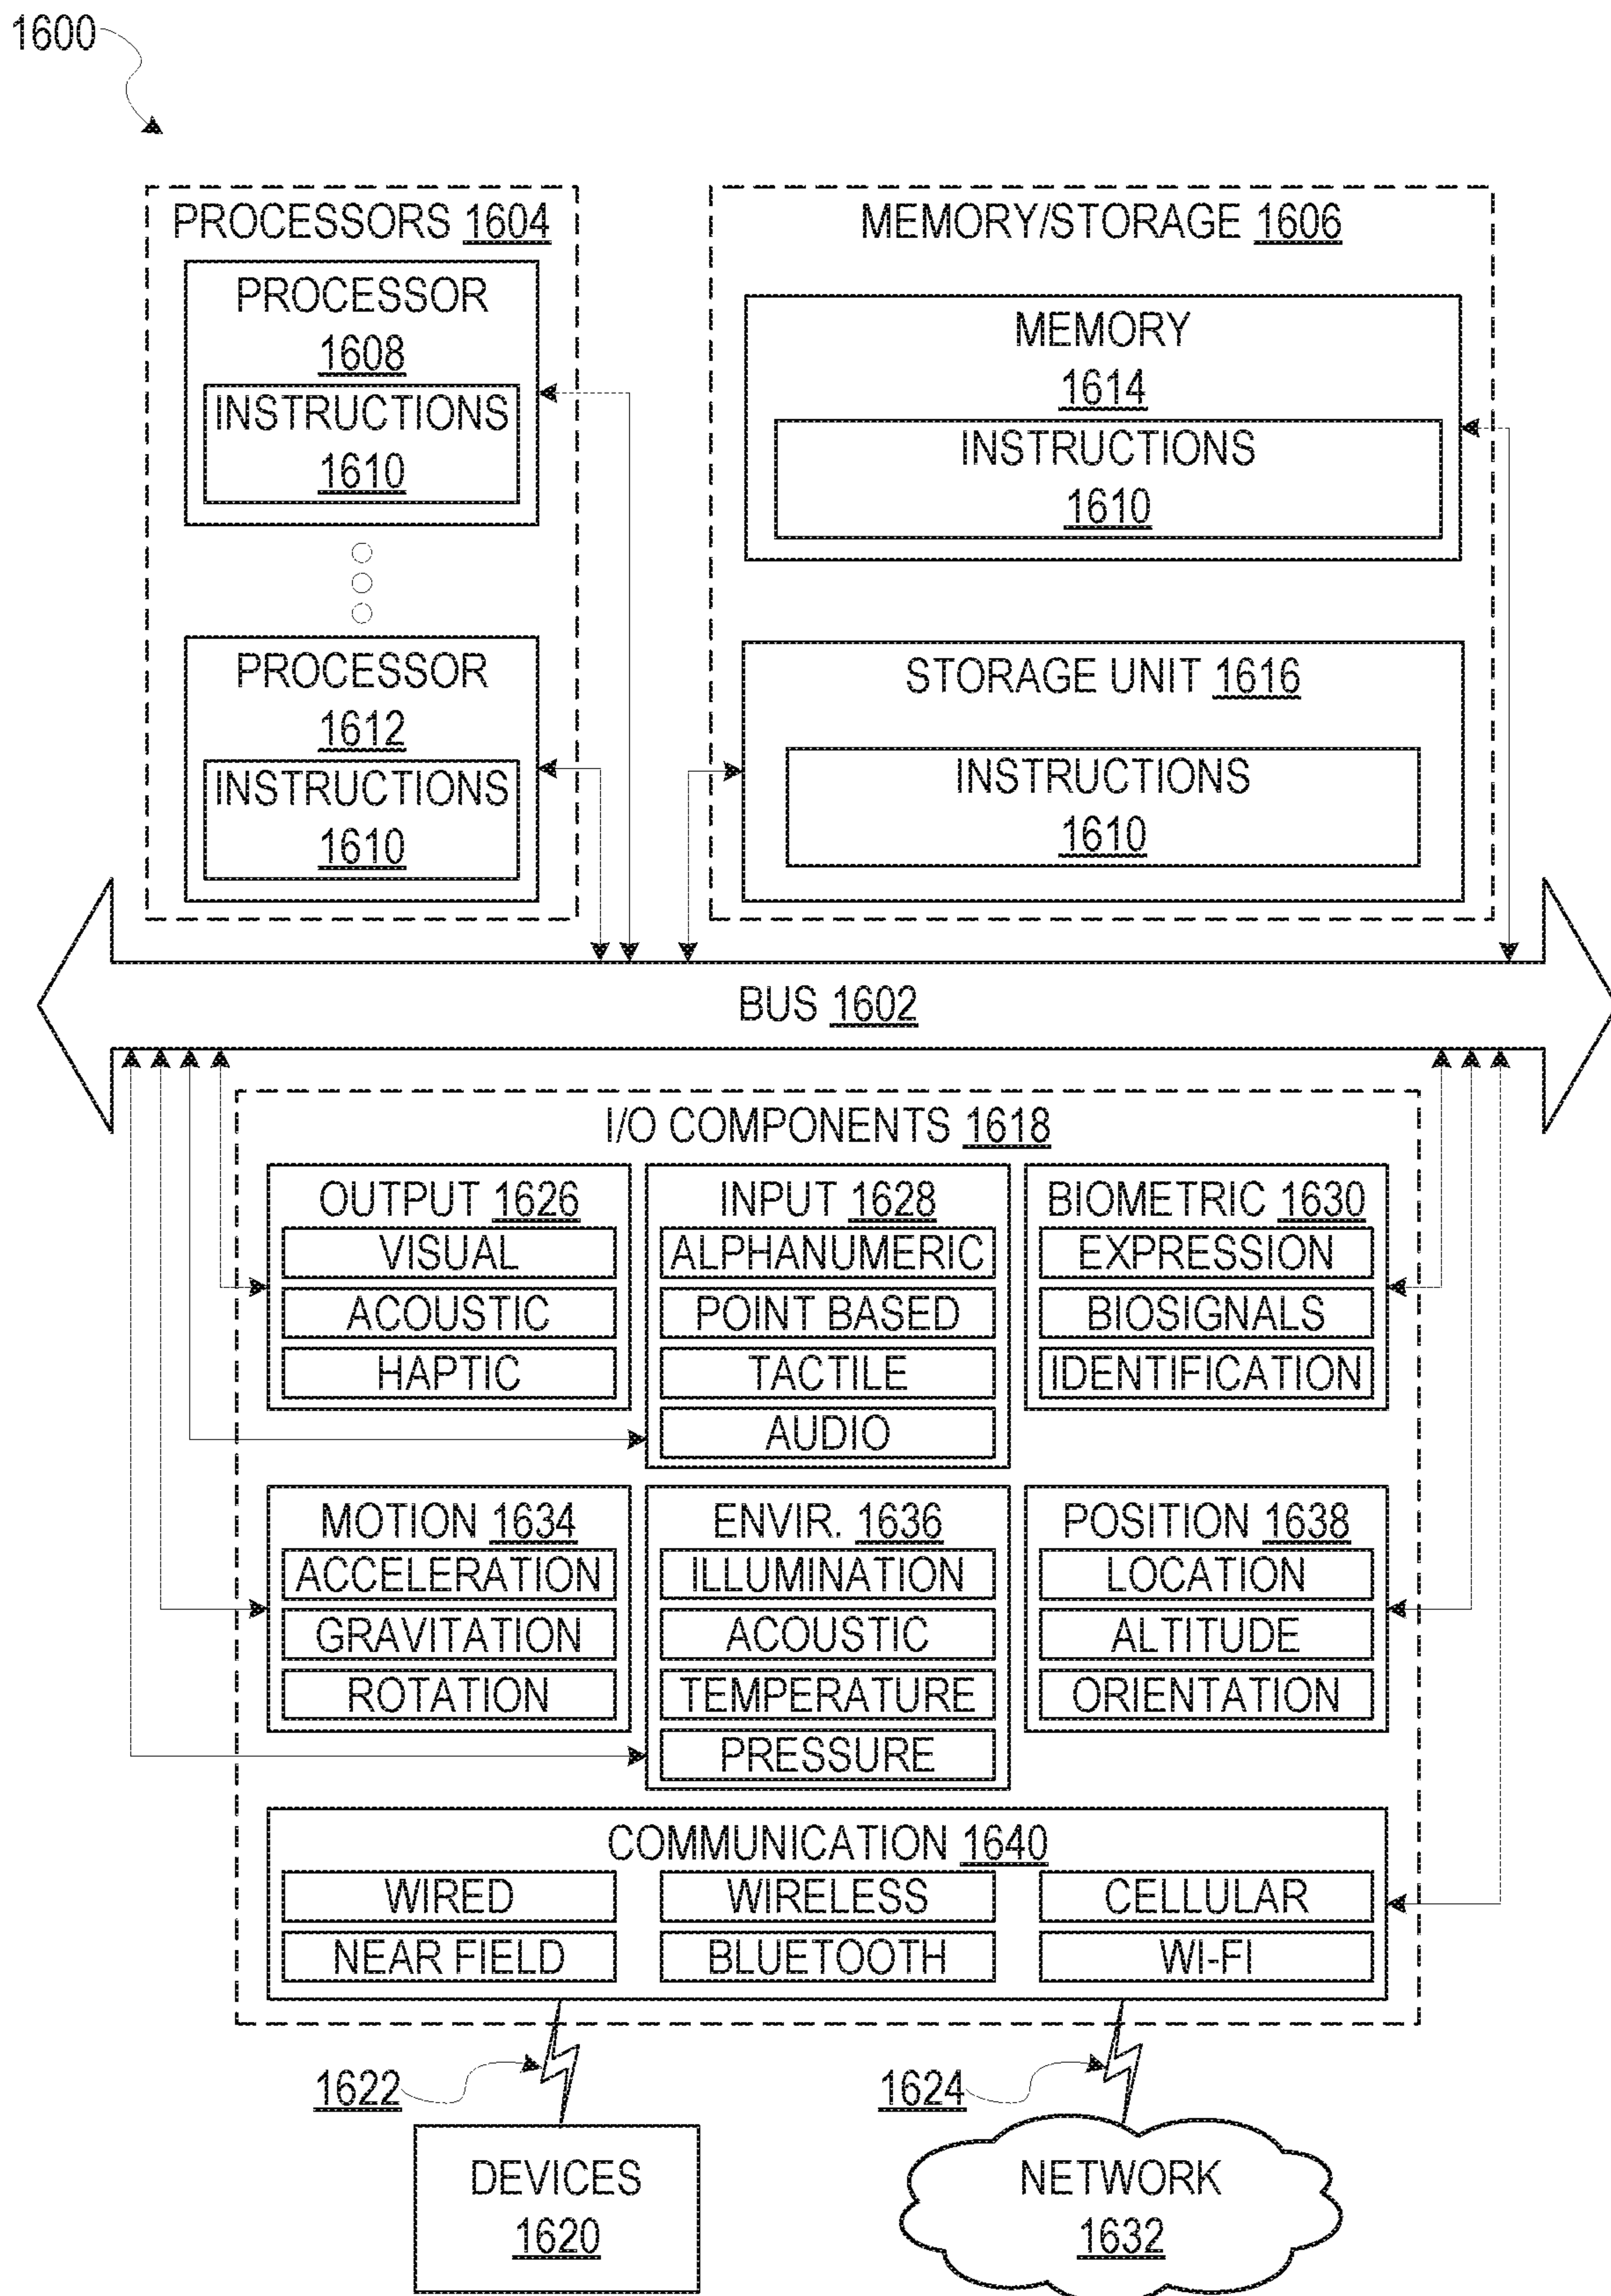 1600
PROCESSORS 1604
PROCESSOR
1608
INSTRUCTIONS
1610
PROCESSOR
1612
INSTRUCTIONS
1610
MEMORY/STORAGE 1606
MEMORY
1614
INSTRUCTIONS
1610
STORAGE UNIT 1616
INSTRUCTIONS
1610
BUS 1602
I/O COMPONENTS 1618
OUTPUT 1626
VISUAL
ACOUSTIC
HAPTIC
INPUT 1628
ALPHANUMERIC
POINT BASED
TACTILE
AUDIO
BIOMETRIC 1630
EXPRESSION
BIOSIGNALS
IDENTIFICATION
MOTION 1634
ACCELERATION
GRAVITATION
ROTATION
ENVIR. 1636
ILLUMINATION
ACOUSTIC
TEMPERATURE
PRESSURE
POSITION 1638
LOCATION
ALTITUDE
ORIENTATION
COMMUNICATION 1640
WIRED
WIRELESS
CELLULAR
NEAR FIELD
BLUETOOTH
WI-FI
1622
1624
DEVICES
1620
NETWORK
1632